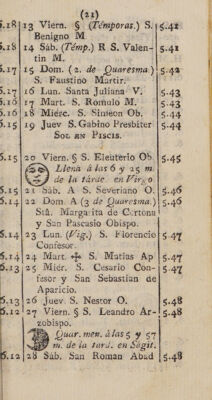 (21)
5.18 13 Viern. § (Témporas.) S. 5.42
Benigno M
5.18 14 Sáb. (Témp.) R S. Valen- 5.41
tin M.
5.17 15 Dom. (2. de Quaresma.) 5.42
S. Faustino Martir.
5.17 16 Lun. Santa Juliana V. 5.43
5.16 17 Mart. S. Romulo M. 5.43
5.16 18 Miérc. S. Simeon Ob. 5.44
5.15 19 Juev S. Gabino Presbiter 5.44
SOL EN PISCIS.
5.15 20 Viern. § S. Eleuterio Ob. 5.45
Llena á las 6 y 25 m.
de la tarde en Virgo
5.15 21 Sáb. A S. Severiano O. 5.46
5.14 22 Dom. A (3 de Quaresma.) 5.46
Stâ. Margarita de Cortona
y San Pascasio Obispo.
5.14 23 Lun. (Vig.) S. Florencio 5.47
Confesor.
5.14 24 Mart. ✠ S. Matias Ap 5.47
5.13 25 Miér. S. Cesario Con- 5.47
fesor y San Sebastian de
Aparicio.
5.13 26 Juev. S. Nestor O. 5.48
5.12 27 Viern. § S. Leandro Ar- 5.48
zobispo.
Quar. men. á las 5 y 57
m. de la tard. en Sagit.
5.12 28 Sáb. San Roman Abad 5.48